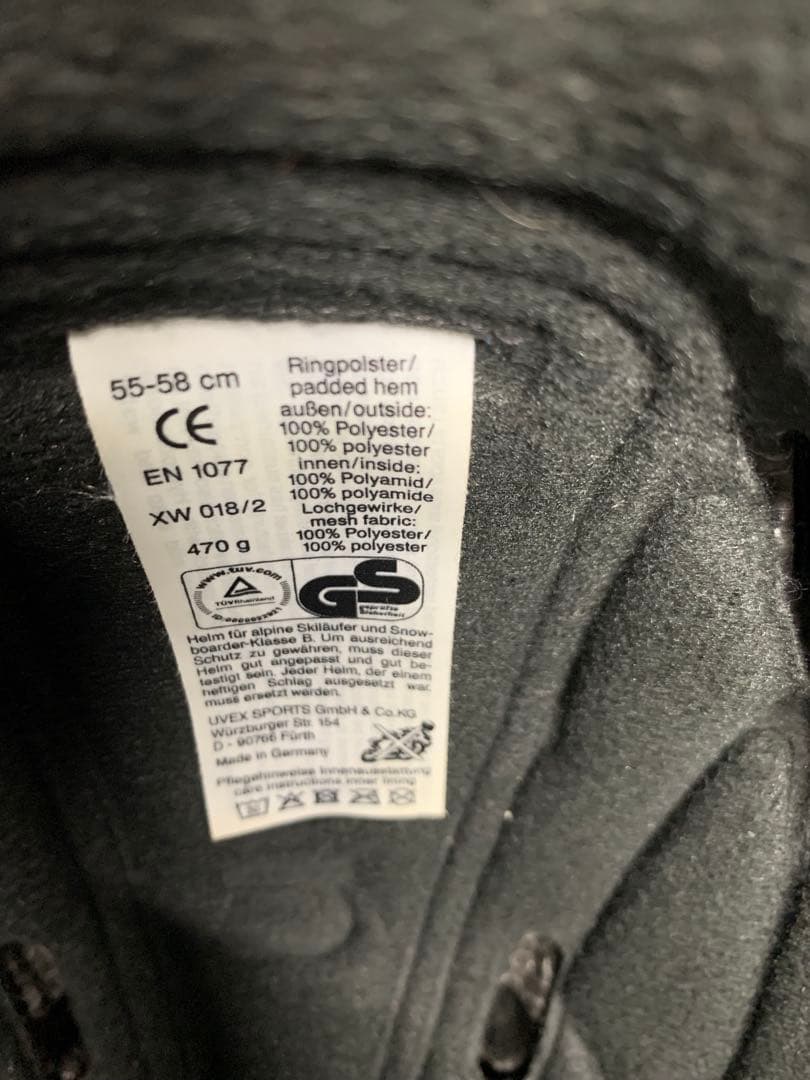 55-58 cm
CE
EN 1077
XW 018/2
470 g
Ringpolster/
padded hem
außen/outside:
100% Polyester/
100% polyester
innen/inside:
100% Polyamid/
100% polyamide
Lochgewirke/
mesh fabric:
100% Polyester/
100% polyester
www.tuv.com
TÜVRheinland
GS
geprüfte
Sicherheit
Helm für alpine Skiläufer und Snow-
boarder-Klasse B. Um ausreichend
Schutz zu gewähren, muss dieser
Helm gut angepasst und gut be-
festigt sein. Jeder Helm, der einem
heftigen Schlag ausgesetzt war,
muss ersetzt werden.
UVEX SPORTS GmbH & Co.KG
Würzburger Str. 154
D - 90766 Fürth
Made in Germany
Pflegehinweise Innenausstattung
care instructions inner lining